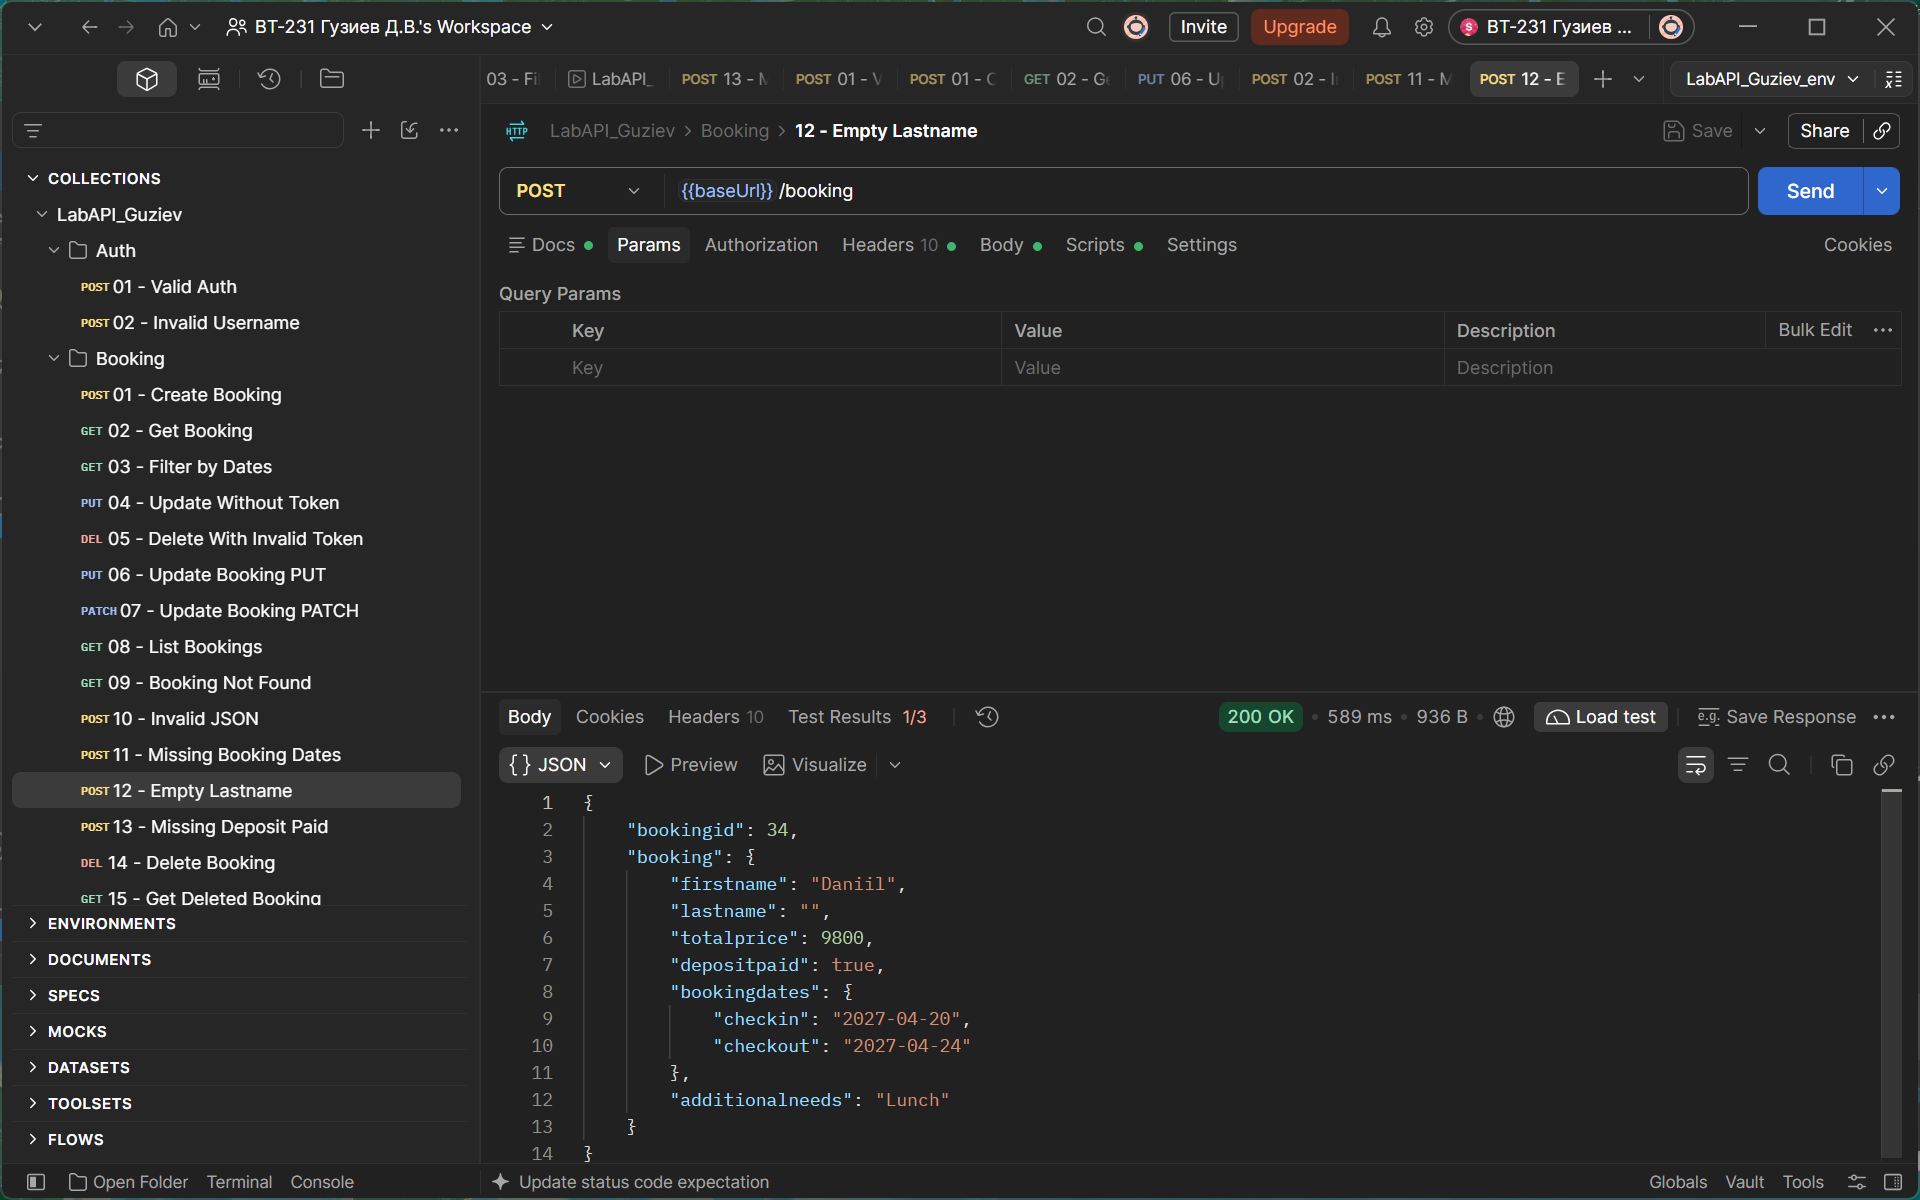 ВТ-231 Гузиев Д.В.'s Workspace
Invite
Upgrade
ВТ-231 Гузиев ...
03 - Fi
LabAPI_
POST 13 - M
POST 01 - V
POST 01 - C
GET 02 - Ge
PUT 06 - U
POST 02 - I
POST 11 - M
POST 12 - E
LabAPI_Guziev_env
LabAPI_Guziev > Booking > 12 - Empty Lastname
Save
Share
POST
{{baseUrl}} /booking
Send
Docs
Params
Authorization
Headers 10
Body
Scripts
Settings
Cookies
Query Params
Key Value Description Bulk Edit
Key Value Description
COLLECTIONS
LabAPI_Guziev
Auth
POST 01 - Valid Auth
POST 02 - Invalid Username
Booking
POST 01 - Create Booking
GET 02 - Get Booking
GET 03 - Filter by Dates
PUT 04 - Update Without Token
DEL 05 - Delete With Invalid Token
PUT 06 - Update Booking PUT
PATCH 07 - Update Booking PATCH
GET 08 - List Bookings
GET 09 - Booking Not Found
POST 10 - Invalid JSON
POST 11 - Missing Booking Dates
POST 12 - Empty Lastname
POST 13 - Missing Deposit Paid
DEL 14 - Delete Booking
GET 15 - Get Deleted Booking
ENVIRONMENTS
DOCUMENTS
SPECS
MOCKS
DATASETS
TOOLSETS
FLOWS
Body Cookies Headers 10 Test Results 1/3
200 OK • 589 ms • 936 B
Load test
e.g. Save Response
{} JSON
Preview
Visualize
1 {
2 "bookingid": 34,
3 "booking": {
4 "firstname": "Daniil",
5 "lastname": "",
6 "totalprice": 9800,
7 "depositpaid": true,
8 "bookingdates": {
9 "checkin": "2027-04-20",
10 "checkout": "2027-04-24"
11 },
12 "additionalneeds": "Lunch"
13 }
14 }
Open Folder
Terminal
Console
Update status code expectation
Globals
Vault
Tools